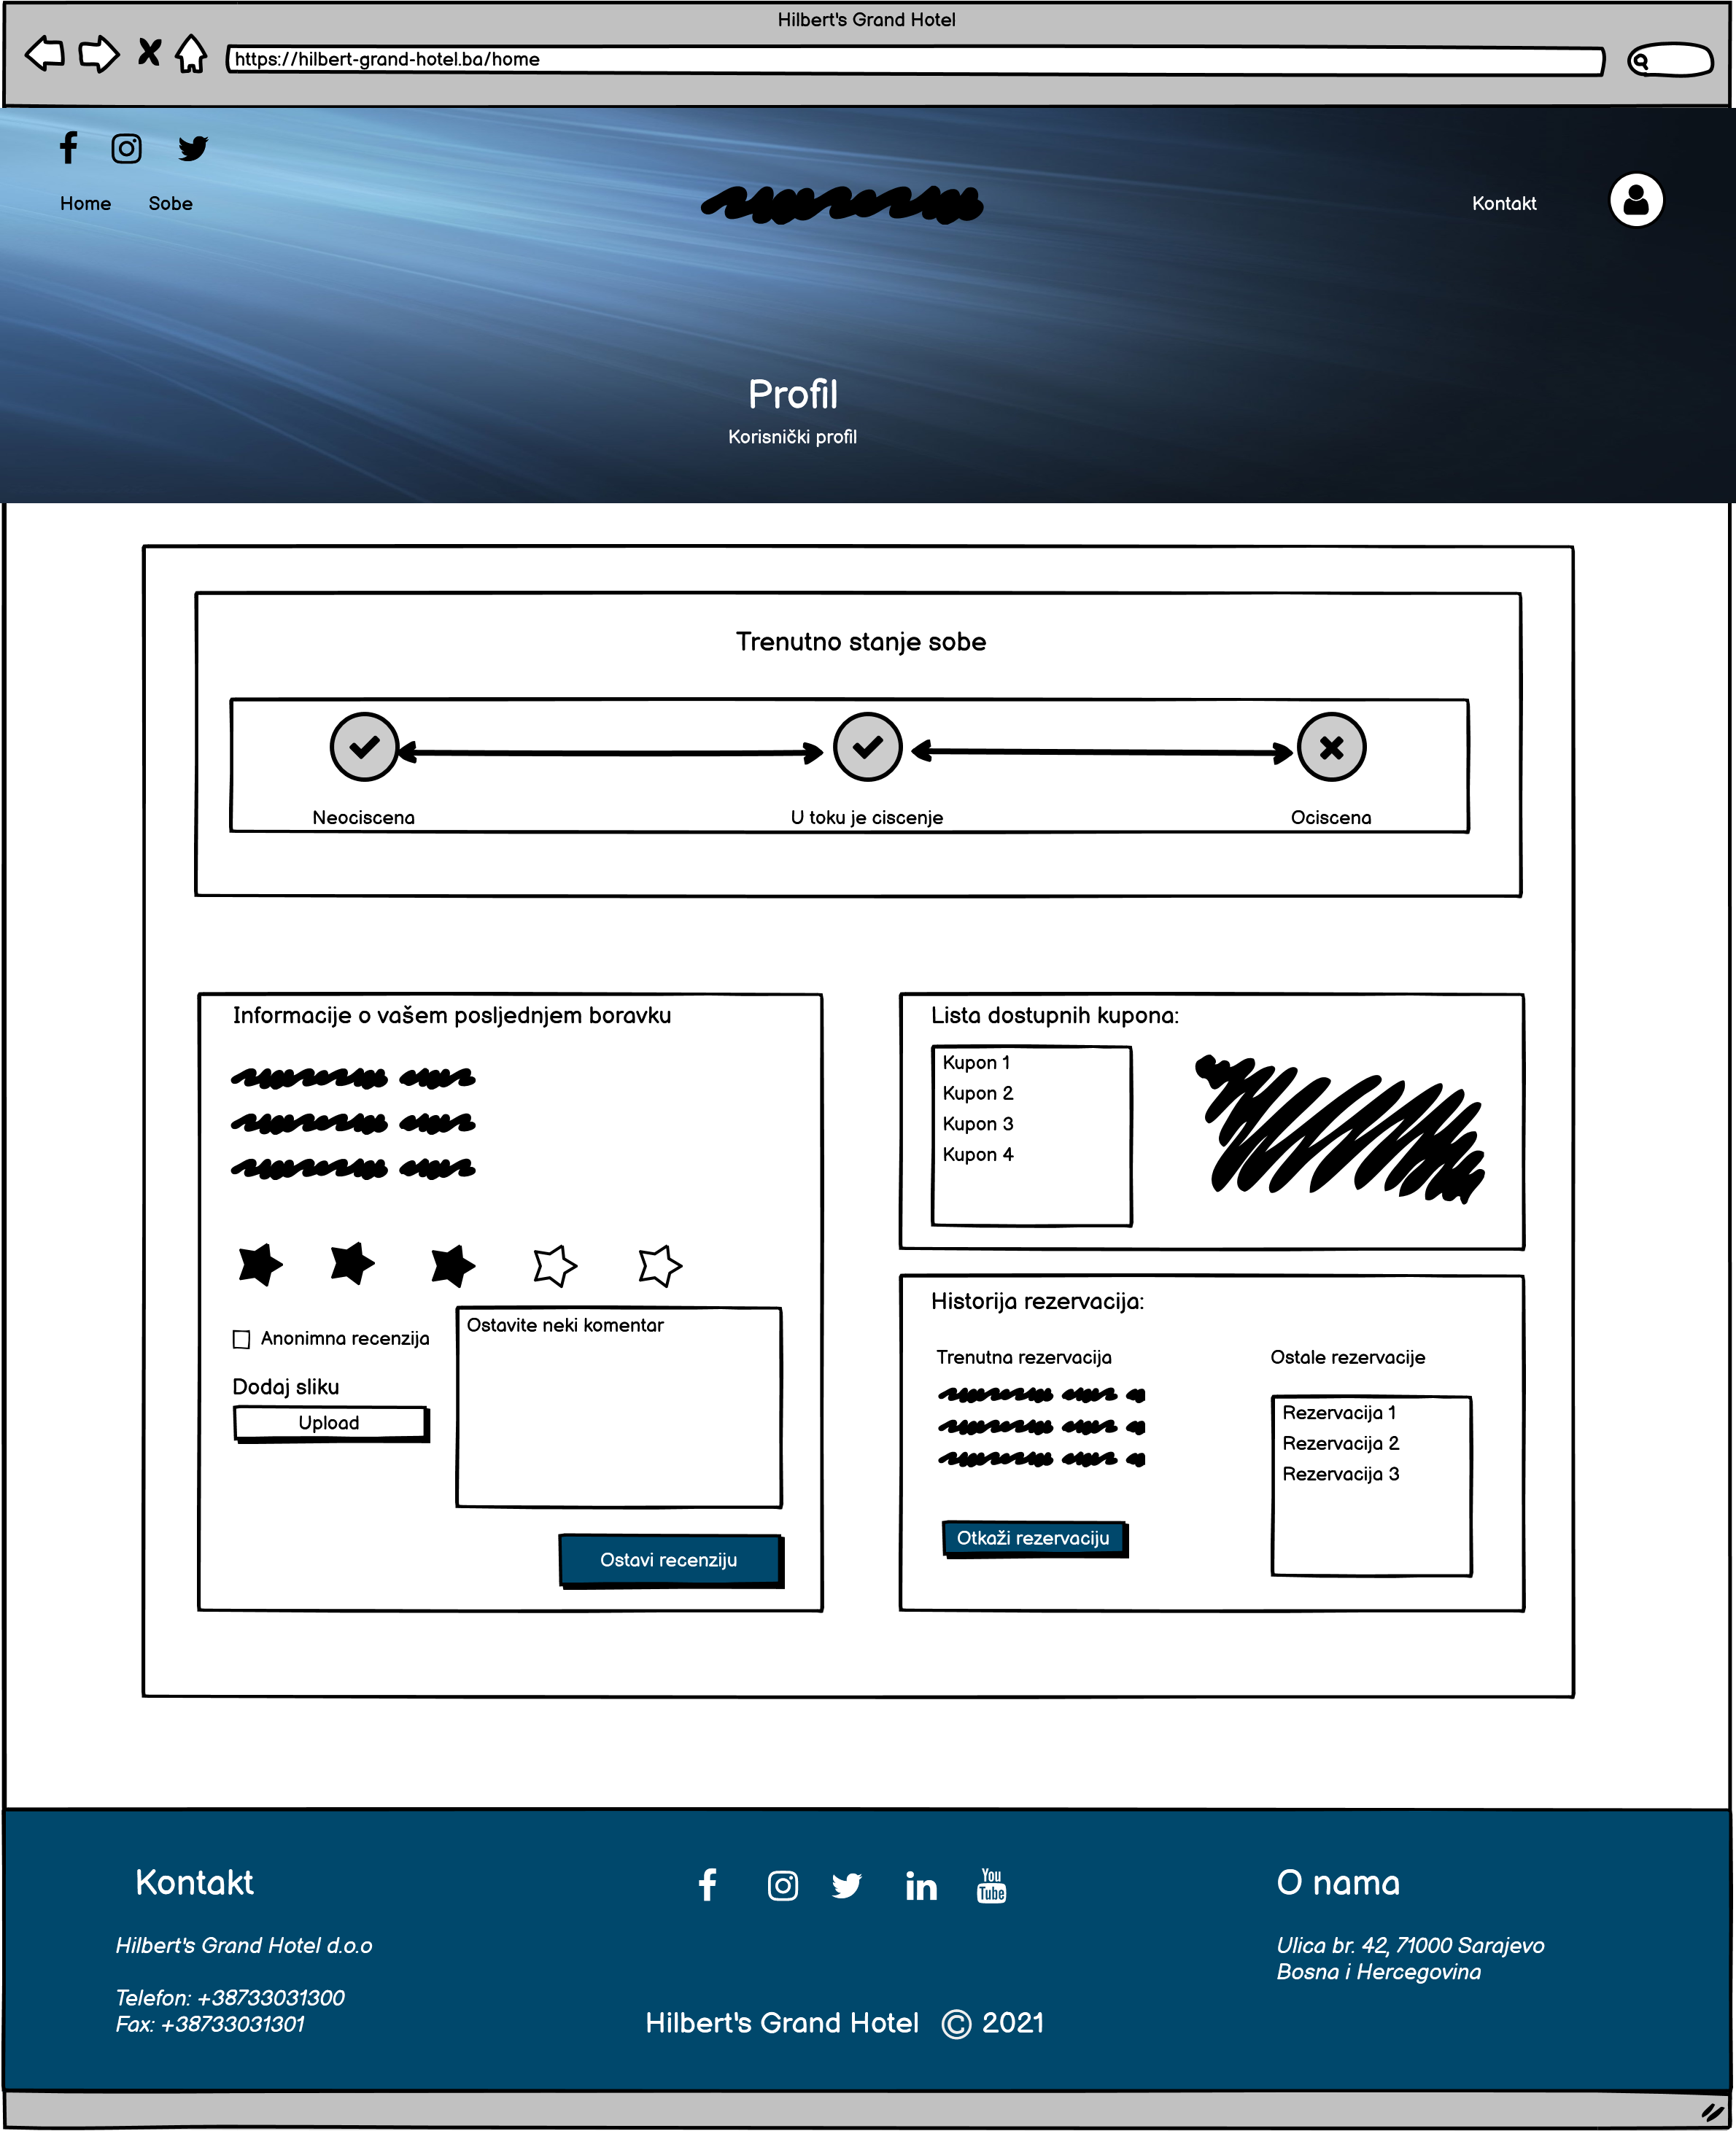 Hilbert's Grand Hotel
https://hilbert-grand-hotel.ba/home
Home Sobe Kontakt
Profil
Korisnički profil
Trenutno stanje sobe
Neociscena U toku je ciscenje Ociscena
Informacije o vašem posljednjem boravku
Anonimna recenzija
Dodaj sliku
Upload
Ostavite neki komentar
Ostavi recenziju
Lista dostupnih kupona:
Kupon 1
Kupon 2
Kupon 3
Kupon 4
Historija rezervacija:
Trenutna rezervacija
Otkaži rezervaciju
Ostale rezervacije
Rezervacija 1
Rezervacija 2
Rezervacija 3
Kontakt
Hilbert's Grand Hotel d.o.o
Telefon: +38733031300
Fax: +38733031301
You
Tube
Hilbert's Grand Hotel © 2021
O nama
Ulica br. 42, 71000 Sarajevo
Bosna i Hercegovina